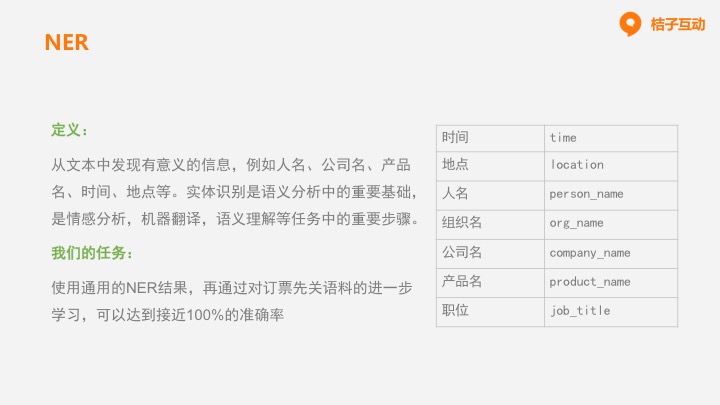 桔子互动
NER
定义：
从文本中发现有意义的信息，例如人名、公司名、产品
名、时间、地点等。实体识别是语义分析中的重要基础，
是情感分析，机器翻译，语义理解等任务中的重要步骤。
我们的任务：
使用通用的NER结果，再通过对订票先关语料的进一步
学习，可以达到接近100%的准确率
时间 time
地点 location
人名 person_name
组织名 org_name
公司名 company_name
产品名 product_name
职位 job_title